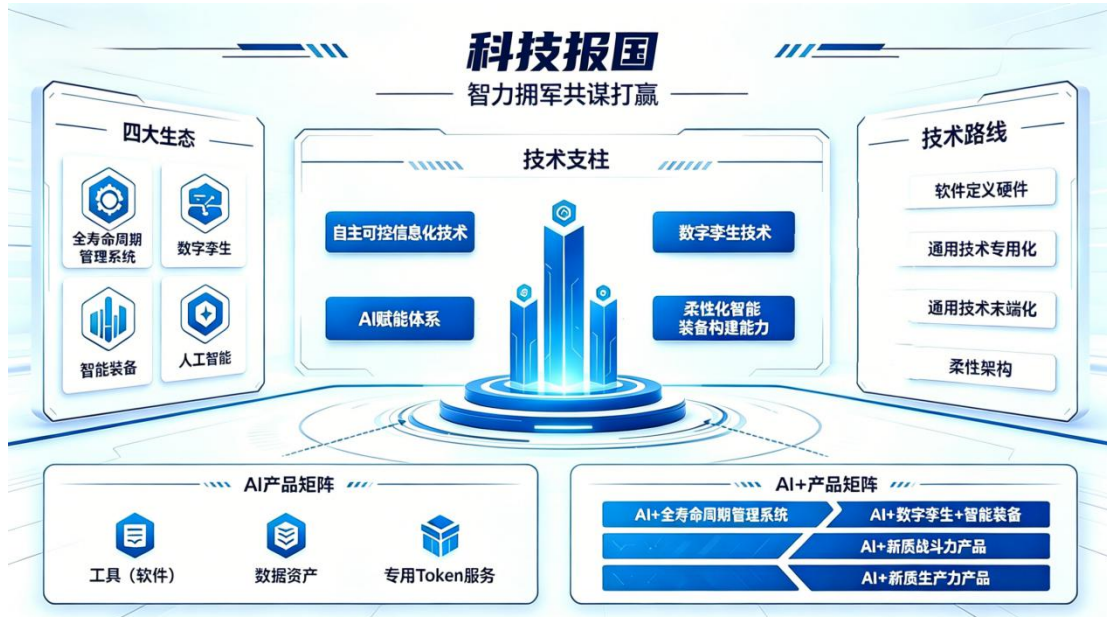 科技报国
智力拥军共谋打赢
四大生态
全寿命周期
管理系统
数字孪生
智能装备
人工智能
技术支柱
自主可控信息化技术
数字孪生技术
AI赋能体系
柔性化智能
装备构建能力
技术路线
软件定义硬件
通用技术专用化
通用技术末端化
柔性架构
AI产品矩阵
工具（软件）
数据资产
专用Token服务
AI+产品矩阵
AI+全寿命周期管理系统
AI+数字孪生+智能装备
AI+新质战斗力产品
AI+新质生产力产品